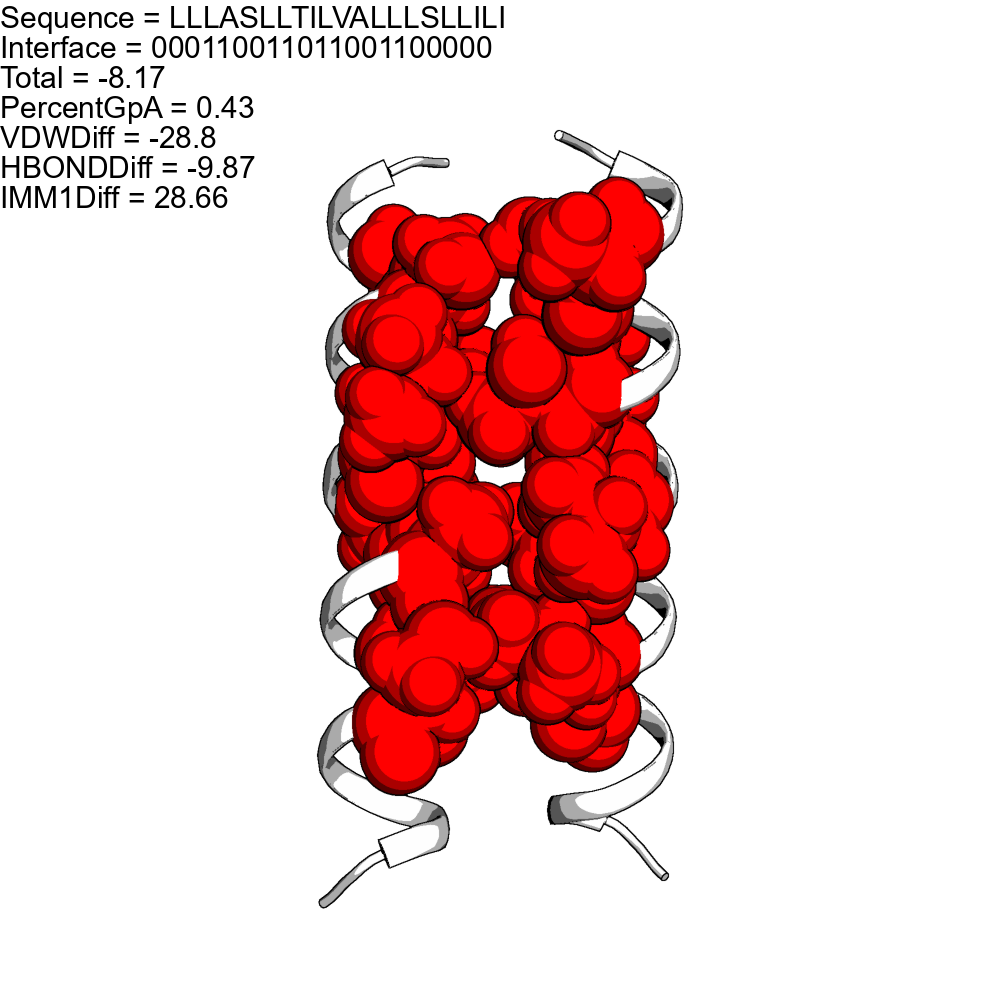 Sequence = LLLASLLTILVALLLSLLILI
Interface = 000110011011001100000
Total = -8.17
PercentGpA = 0.43
VDWDiff = -28.8
HBONDDiff = -9.87
IMM1Diff = 28.66